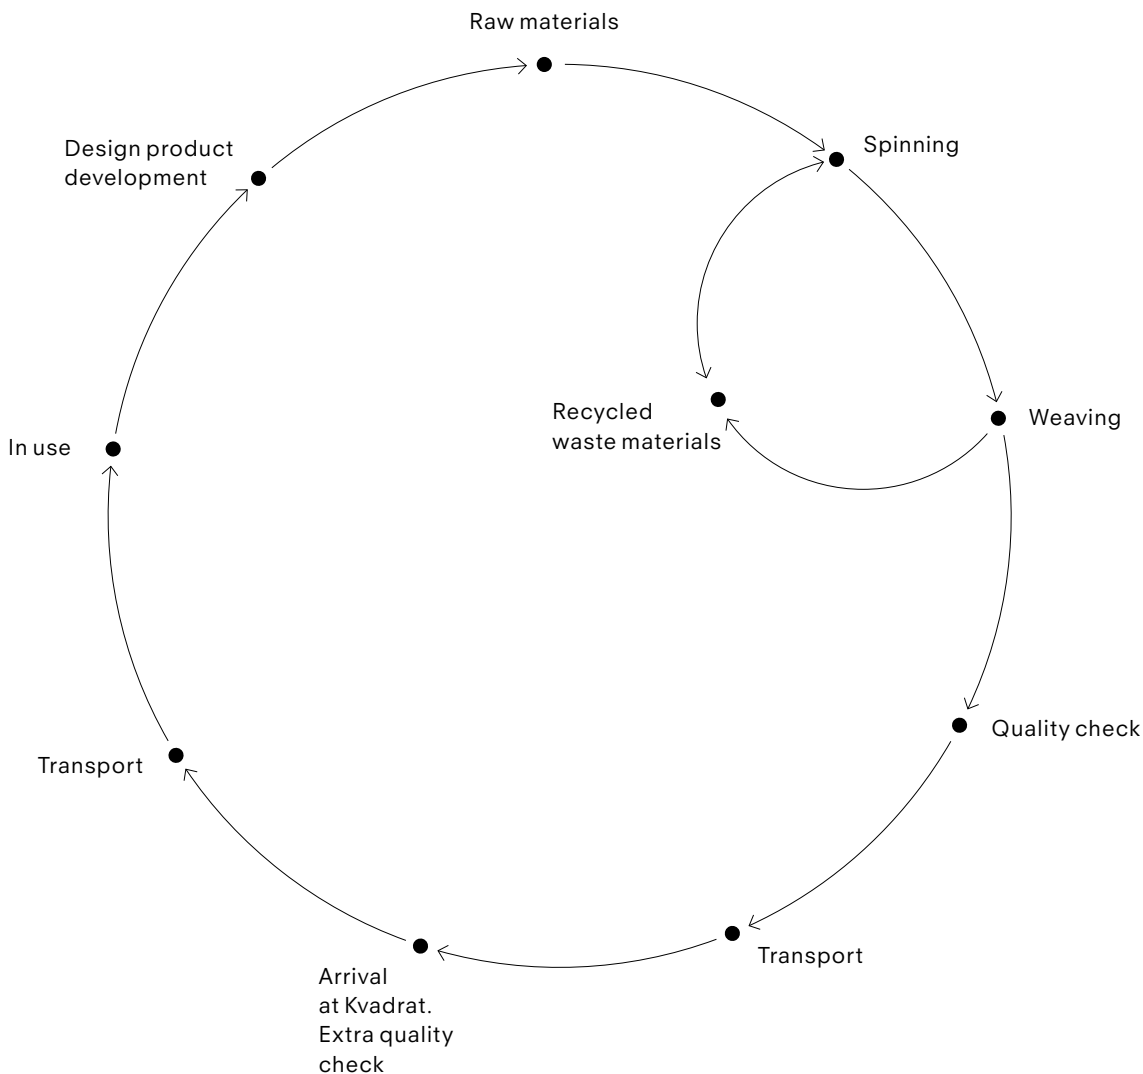 Raw materials
Spinning
Design product
development
Recycled
waste materials
Weaving
In use
Quality check
Transport
Transport
Arrival
at Kvadrat.
Extra quality
check